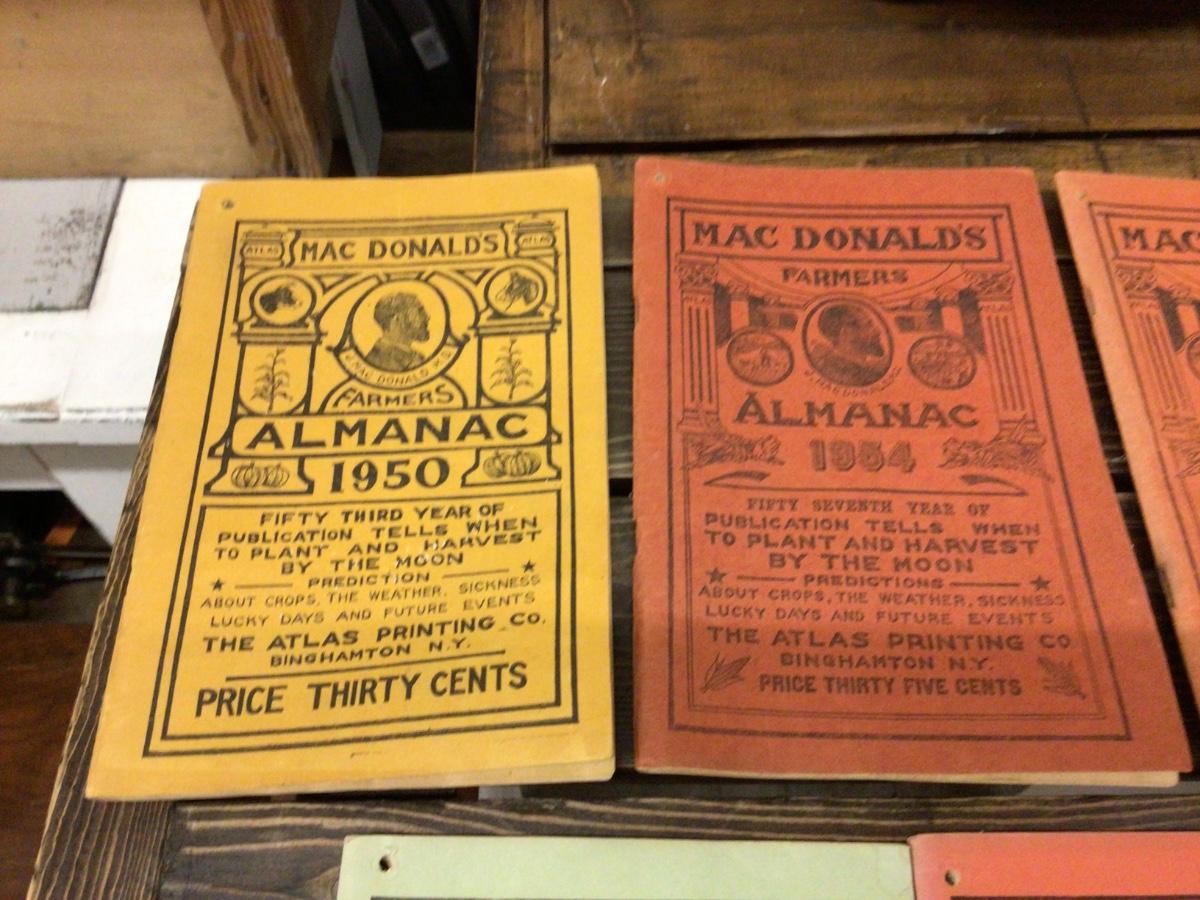 ATLAS MAC DONALD'S ATLAS
MAC DONALD M.D.
FARMERS
ALMANAC
1950
FIFTY THIRD YEAR OF
PUBLICATION TELLS WHEN
TO PLANT AND HARVEST
BY THE MOON
PREDICTION
ABOUT CROPS, THE WEATHER, SICKNESS
LUCKY DAYS AND FUTURE EVENTS
THE ATLAS PRINTING CO.
BINGHAMTON N.Y.
PRICE THIRTY CENTS
MAC DONALD'S
FARMERS
ALMANAC
1954
FIFTY SEVENTH YEAR OF
PUBLICATION TELLS WHEN
TO PLANT AND HARVEST
BY THE MOON
PREDICTIONS
ABOUT CROPS, THE WEATHER, SICKNESS
LUCKY DAYS AND FUTURE EVENTS
THE ATLAS PRINTING CO
BINGHAMTON N.Y.
PRICE THIRTY FIVE CENTS
MAC